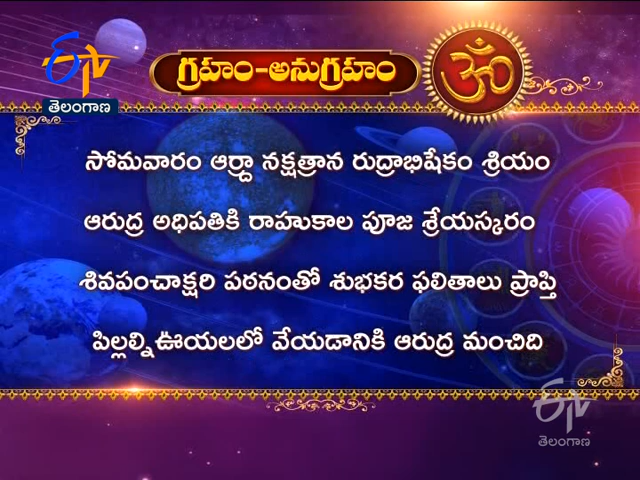 ETV
తెలంగాణ
గ్రహం-అనుగ్రహం
ॐ
సోమవారం ఆర్ద్రా నక్షత్రాన రుద్రాభిషేకం శ్రియం
ఆరుద్ర అధిపతికి రాహుకాల పూజ శ్రేయస్కరం
శివపంచాక్షరి పఠనంతో శుభకర ఫలితాలు ప్రాప్తి
పిల్లల్నిఊయలలో వేయడానికి ఆరుద్ర మంచిది
ETV
తెలంగాణ